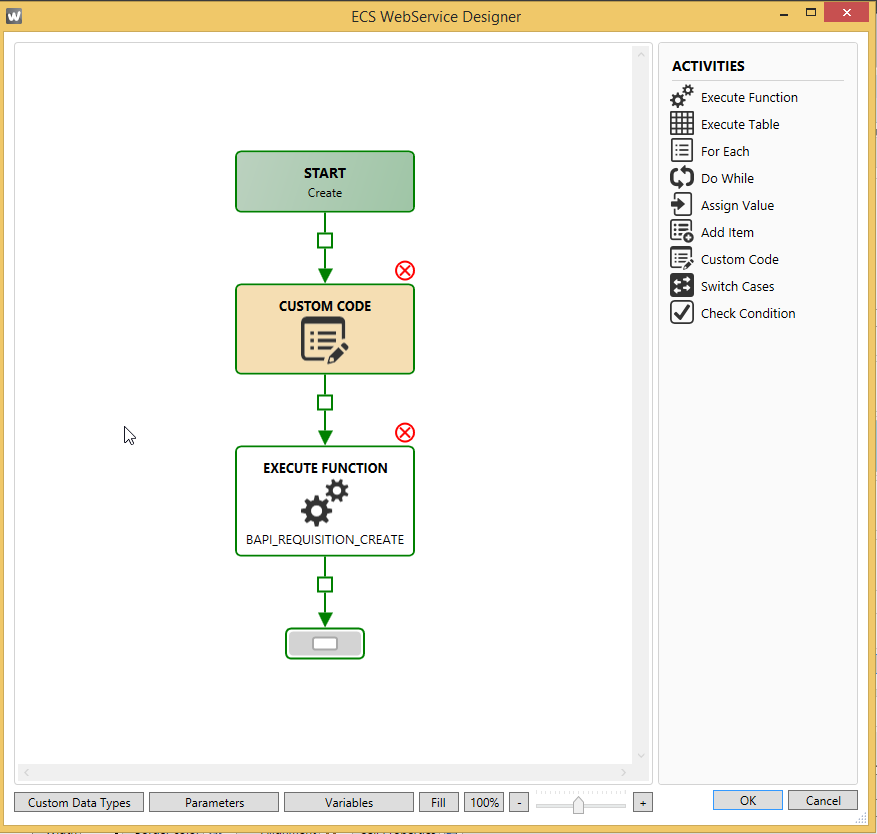 W
ECS WebService Designer
START
Create
CUSTOM CODE
EXECUTE FUNCTION
BAPI_REQUISITION_CREATE
ACTIVITIES
Execute Function
Execute Table
For Each
Do While
Assign Value
Add Item
Custom Code
Switch Cases
Check Condition
Custom Data Types
Parameters
Variables
Fill
100%
-
+
OK
Cancel